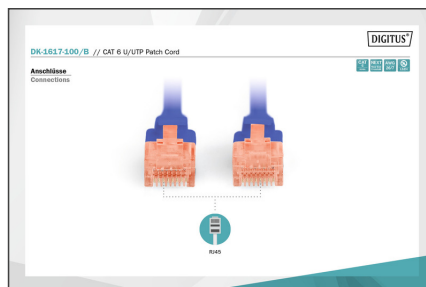 DIGITUS®
DK-1617-100/B // CAT 6 U/UTP Patch Cord
Anschlüsse
Connections
RJ45